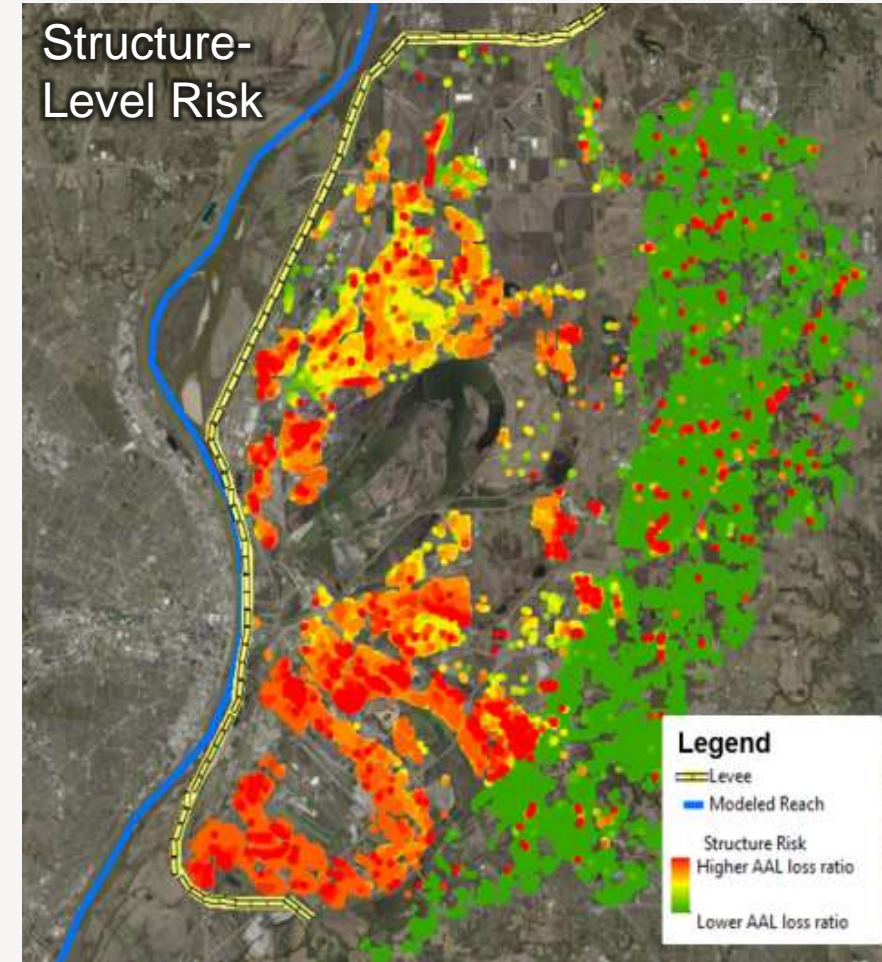 Structure-
Level Risk
Legend
Levee
Modeled Reach
Structure Risk
Higher AAL loss ratio
Lower AAL loss ratio